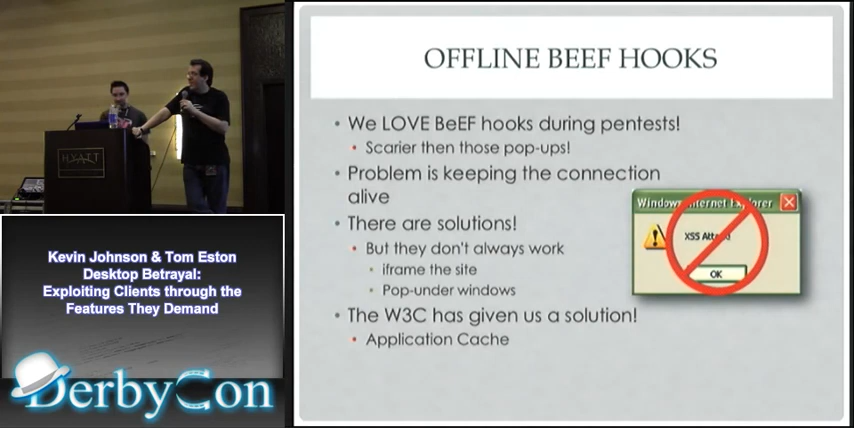 HYATT
Kevin Johnson & Tom Eston
Desktop Betrayal:
Exploiting Clients through the
Features They Demand
DerbyCon
OFFLINE BEEF HOOKS
• We LOVE BeEF hooks during pentests!
• Scarier then those pop-ups!
• Problem is keeping the connection
alive
• There are solutions!
• But they don't always work
• iframe the site
• Pop-under windows
• The W3C has given us a solution!
• Application Cache
Windows Internet Explorer
XSS
OK